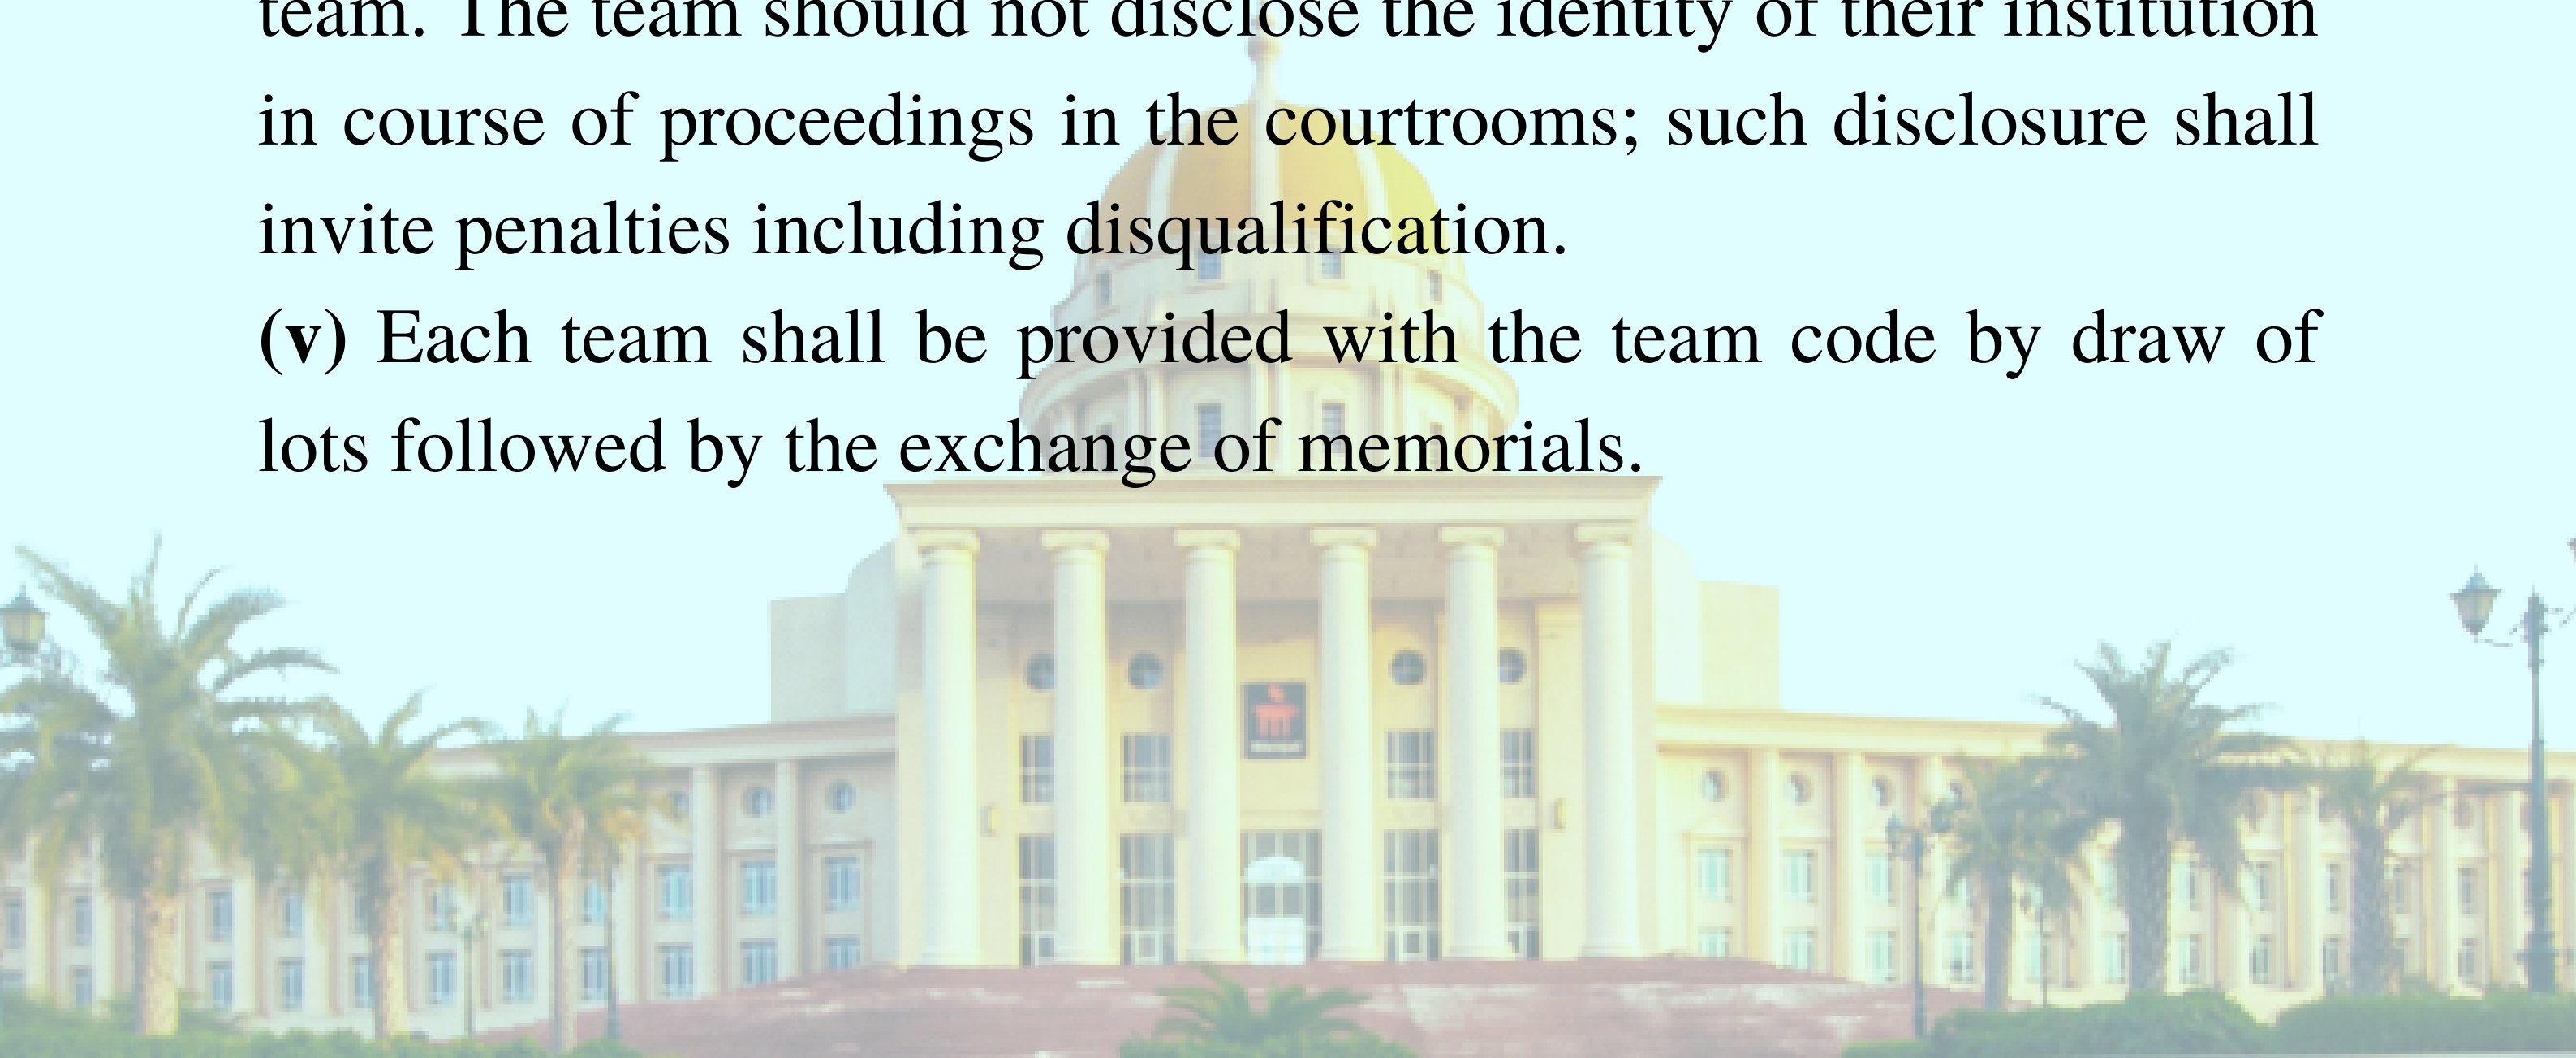 team. The team should not disclose the identity of their institution
in course of proceedings in the courtrooms; such disclosure shall
invite penalties including disqualification.
(v) Each team shall be provided with the team code by draw of
lots followed by the exchange of memorials.